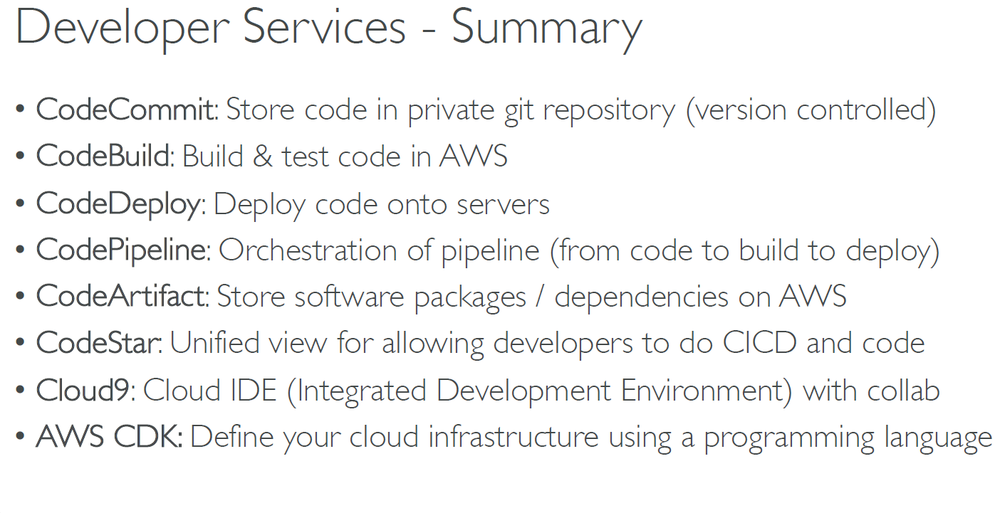 Developer Services - Summary
• CodeCommit: Store code in private git repository (version controlled)
• CodeBuild: Build & test code in AWS
• CodeDeploy: Deploy code onto servers
• CodePipeline: Orchestration of pipeline (from code to build to deploy)
• CodeArtifact: Store software packages / dependencies on AWS
• CodeStar: Unified view for allowing developers to do CICD and code
• Cloud9: Cloud IDE (Integrated Development Environment) with collab
• AWS CDK: Define your cloud infrastructure using a programming language